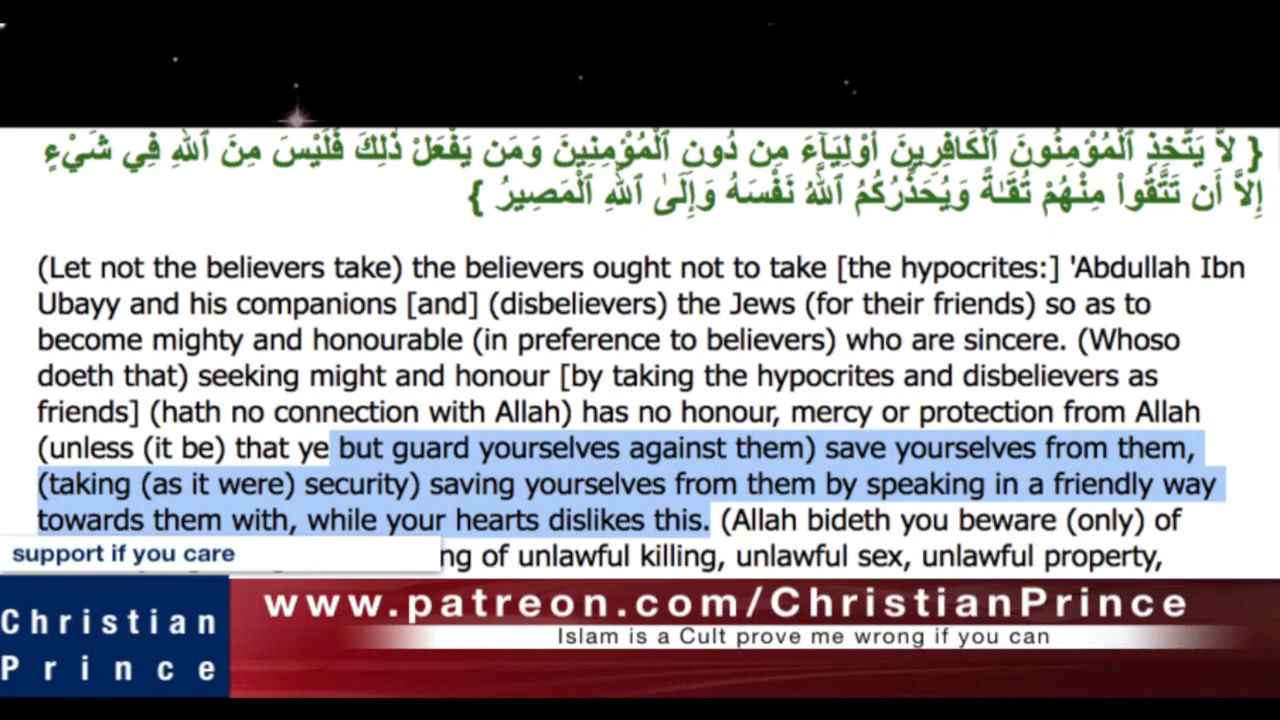 { لاَّ يَتَّخِذِ ٱلْمُؤْمِنُونَ ٱلْكَافِرِينَ أَوْلِيَآءَ مِن دُونِ ٱلْمُؤْمِنِينَ وَمَن يَفْعَلْ ذٰلِكَ فَلَيْسَ مِنَ ٱللَّهِ فِي شَيْءٍ
إِلاَّ أَن تَتَّقُواْ مِنْهُمْ تُقَـٰةً وَيُحَذِّرُكُمُ ٱللَّهُ نَفْسَهُ وَإِلَىٰ ٱللَّهِ ٱلْمَصِيرُ }
(Let not the believers take) the believers ought not to take [the hypocrites:] 'Abdullah Ibn
Ubayy and his companions [and] (disbelievers) the Jews (for their friends) so as to
become mighty and honourable (in preference to believers) who are sincere. (Whoso
doeth that) seeking might and honour [by taking the hypocrites and disbelievers as
friends] (hath no connection with Allah) has no honour, mercy or protection from Allah
(unless (it be) that ye but guard yourselves against them) save yourselves from them,
(taking (as it were) security) saving yourselves from them by speaking in a friendly way
towards them with, while your hearts dislikes this. (Allah bideth you beware (only) of
support if you care
ng of unlawful killing, unlawful sex, unlawful property,
Christian
Prince
www.patreon.com/ChristianPrince
Islam is a Cult prove me wrong if you can